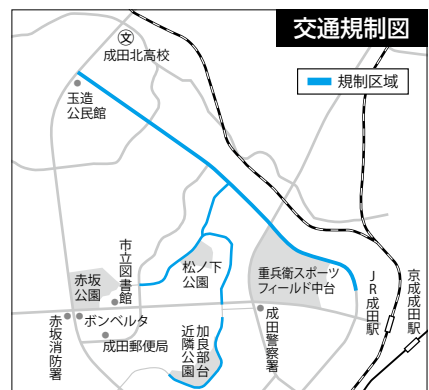 交通規制図
規制区域
文
成田北高校
玉造
公民館
市立図書館
赤坂
公園
松ノ下
公園
重兵衛スポーツ
フィールド中台
JR成田駅
京成成田駅
赤坂消防署
ボンベルタ
成田郵便局
加良部台
近隣公園
成田警察署